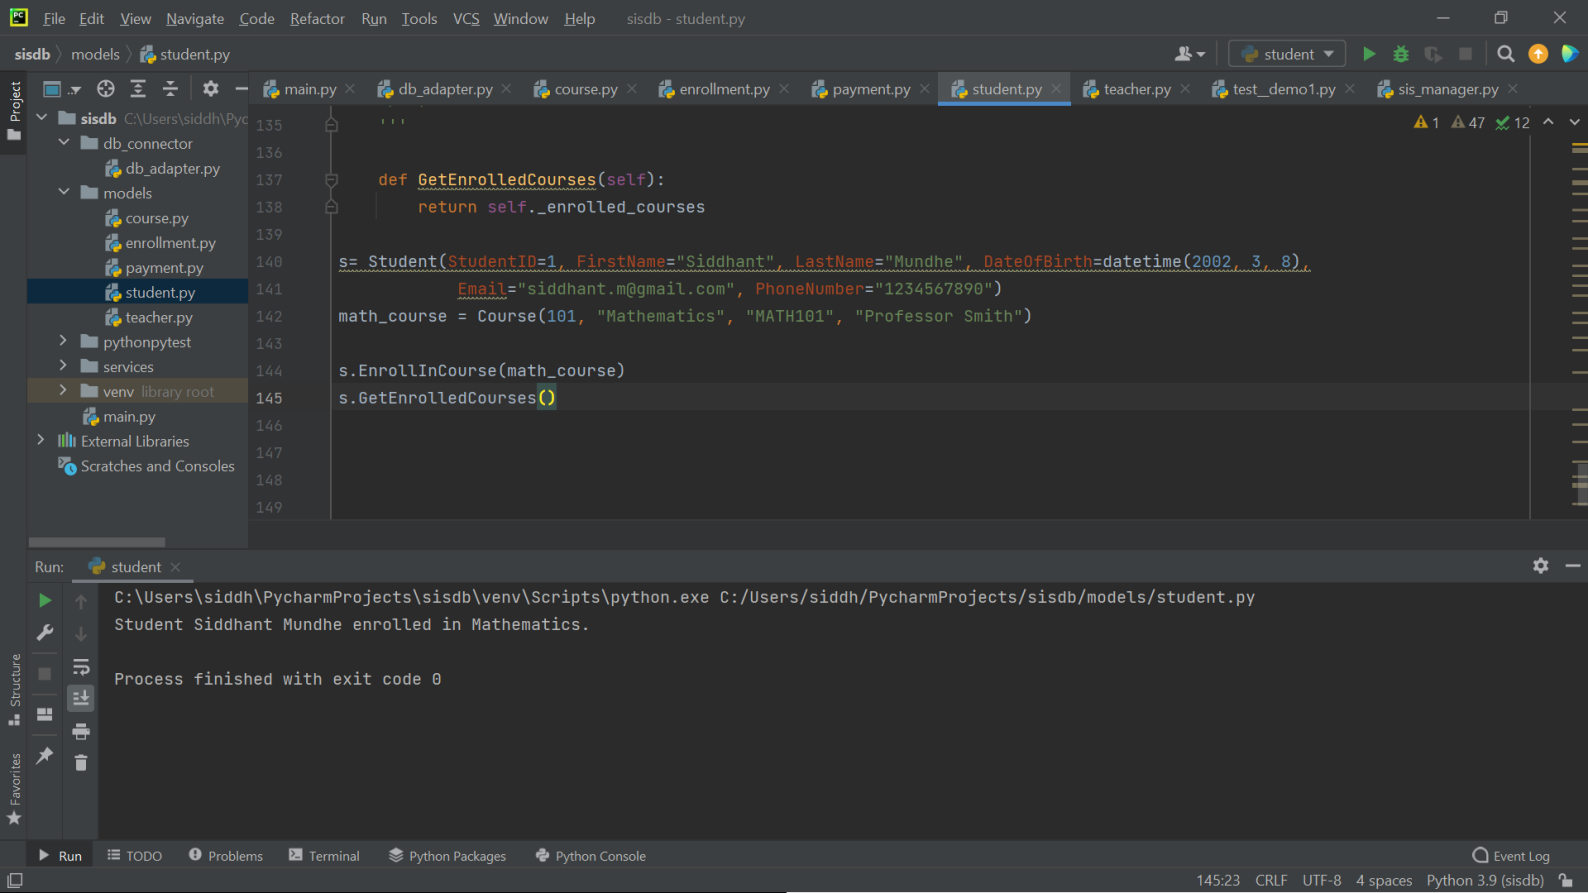 File Edit View Navigate Code Refactor Run Tools VCS Window Help sisdb - student.py
sisdb models student.py student
Project
main.py db_adapter.py course.py enrollment.py payment.py student.py teacher.py test__demo1.py sis_manager.py
sisdb C:\Users\siddh\Pyc
db_connector
db_adapter.py
models
course.py
enrollment.py
payment.py
student.py
teacher.py
pythonpytest
services
venv library root
main.py
External Libraries
Scratches and Consoles
1 47 12
135 '''
136
137 def GetEnrolledCourses(self):
138 return self._enrolled_courses
139
140 s= Student(StudentID=1, FirstName="Siddhant", LastName="Mundhe", DateOfBirth=datetime(2002, 3, 8),
141 Email="siddhant.m@gmail.com", PhoneNumber="1234567890")
142 math_course = Course(101, "Mathematics", "MATH101", "Professor Smith")
143
144 s.EnrollInCourse(math_course)
145 s.GetEnrolledCourses()
146
147
148
149
Run: student
C:\Users\siddh\PycharmProjects\sisdb\venv\Scripts\python.exe C:/Users/siddh/PycharmProjects/sisdb/models/student.py
Student Siddhant Mundhe enrolled in Mathematics.
Process finished with exit code 0
Structure
Favorites
Run TODO Problems Terminal Python Packages Python Console Event Log
145:23 CRLF UTF-8 4 spaces Python 3.9 (sisdb)